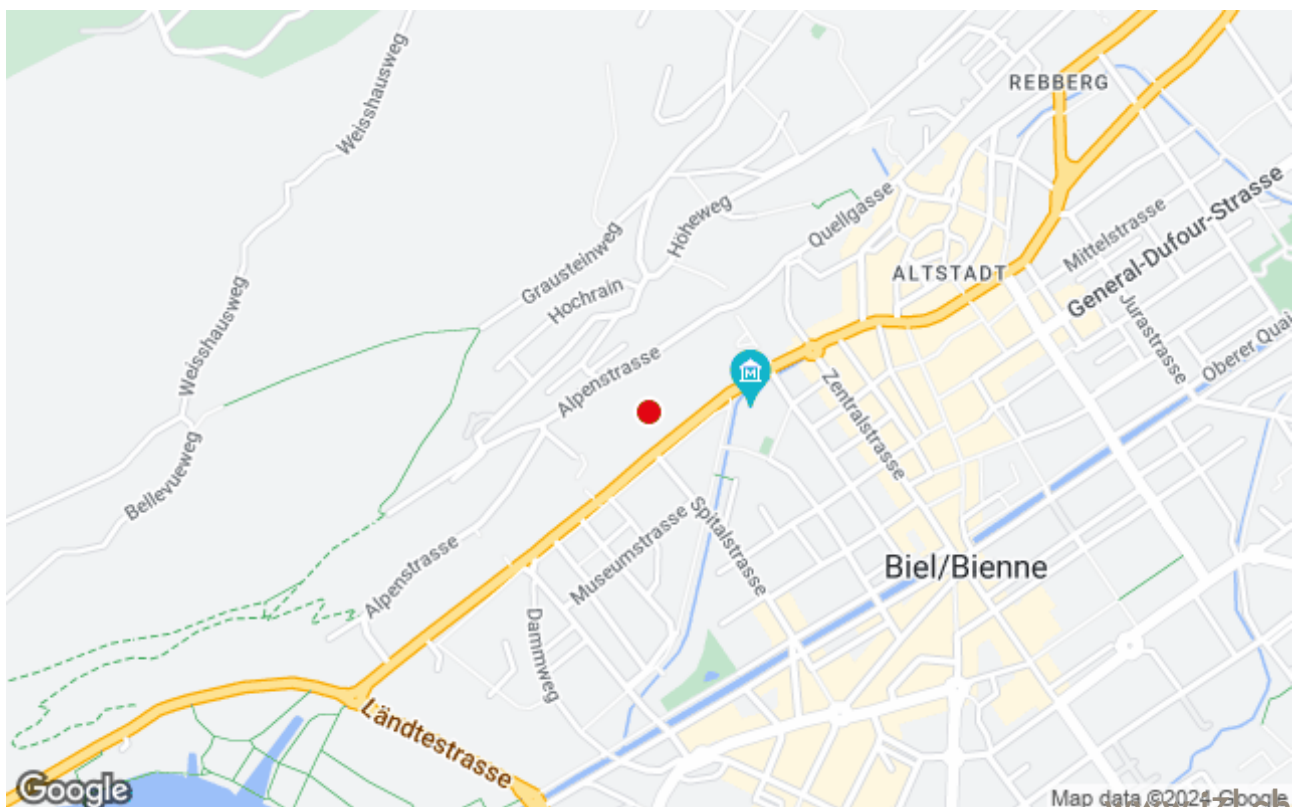 REBBERG
Weisshausweg
Quellgasse
Mittelstrasse
General-Dufour-Strasse
Höheweg
Grausteinweg
ALTSTADT
Hochrain
Jurastrasse
Oberer Quai
Weisshausweg
Alpenstrasse
M
Zentralstrasse
Bellevueweg
Spitalstrasse
Museumstrasse
Biel/Bienne
Alpenstrasse
Dammweg
Ländtestrasse
Google
Map data ©2024 Google